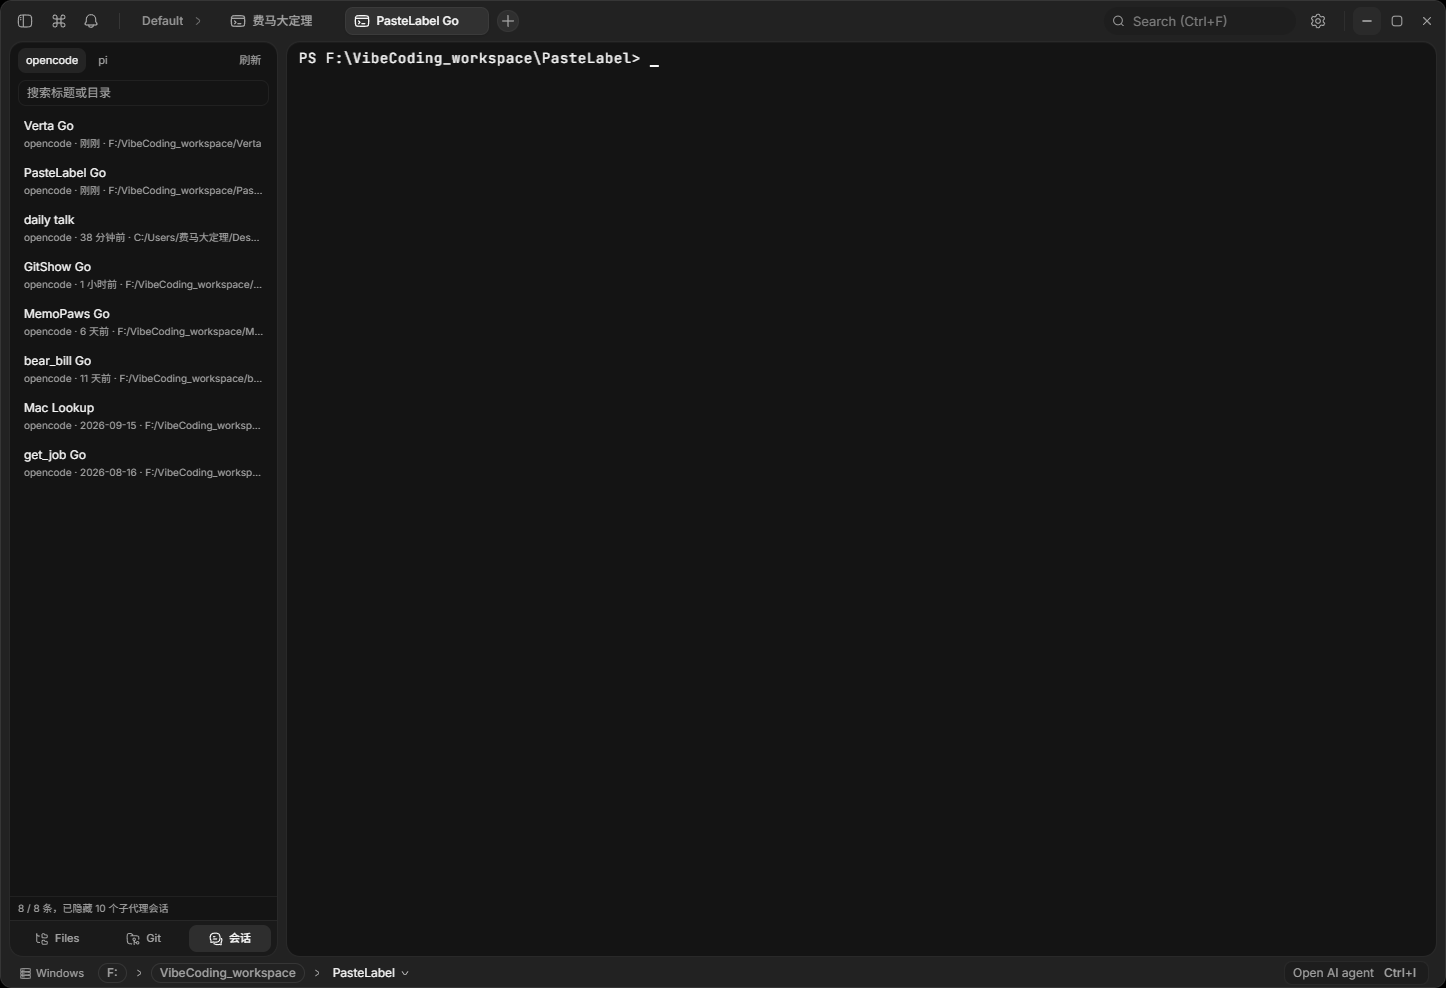 Default
费马大定理
PasteLabel Go
Search (Ctrl+F)
opencode
pi
刷新
搜索标题或目录
Verta Go
opencode · 刚刚 · F:/VibeCoding_workspace/Verta
PasteLabel Go
opencode · 刚刚 · F:/VibeCoding_workspace/Pas...
daily talk
opencode · 38 分钟前 · C:/Users/费马大定理/Des...
GitShow Go
opencode · 1 小时前 · F:/VibeCoding_workspace/...
MemoPaws Go
opencode · 6 天前 · F:/VibeCoding_workspace/M...
bear_bill Go
opencode · 11 天前 · F:/VibeCoding_workspace/b...
Mac Lookup
opencode · 2026-09-15 · F:/VibeCoding_worksp...
get_job Go
opencode · 2026-08-16 · F:/VibeCoding_worksp...
8 / 8 条，已隐藏 10 个子代理会话
Files
Git
会话
PS F:\VibeCoding_workspace\PasteLabel> _
Windows
F:
VibeCoding_workspace
PasteLabel
Open AI agent Ctrl+I